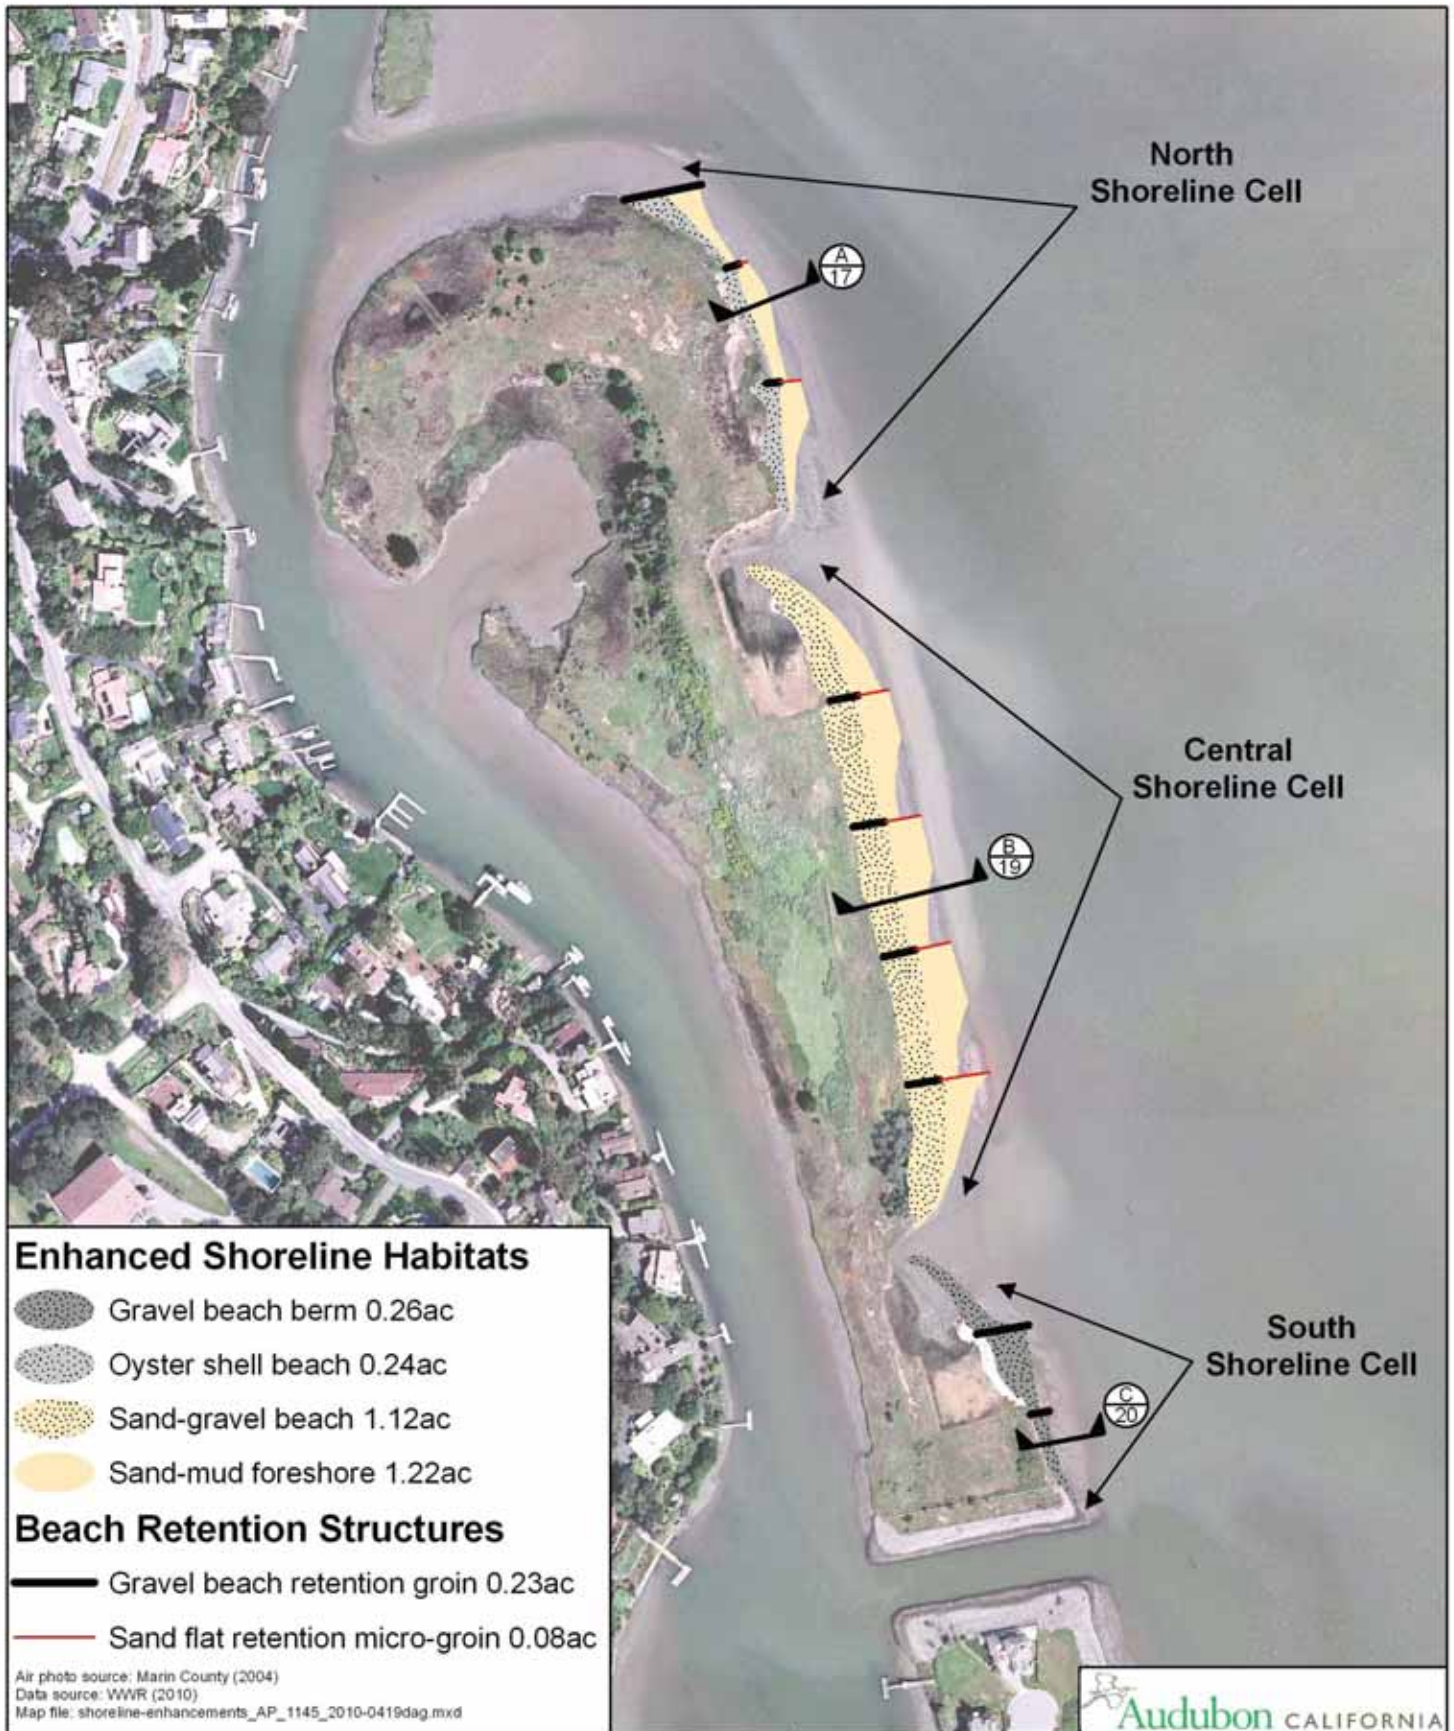 North
Shoreline Cell
A
17
Central
Shoreline Cell
B
19
South
Shoreline Cell
C
20
Enhanced Shoreline Habitats
Gravel beach berm 0.26ac
Oyster shell beach 0.24ac
Sand-gravel beach 1.12ac
Sand-mud foreshore 1.22ac
Beach Retention Structures
Gravel beach retention groin 0.23ac
Sand flat retention micro-groin 0.08ac
Air photo source: Marin County (2004)
Data source: WWR (2010)
Map file: shoreline-enhancements_AP_1145_2010-0419dag.mxd
Audubon CALIFORNIA